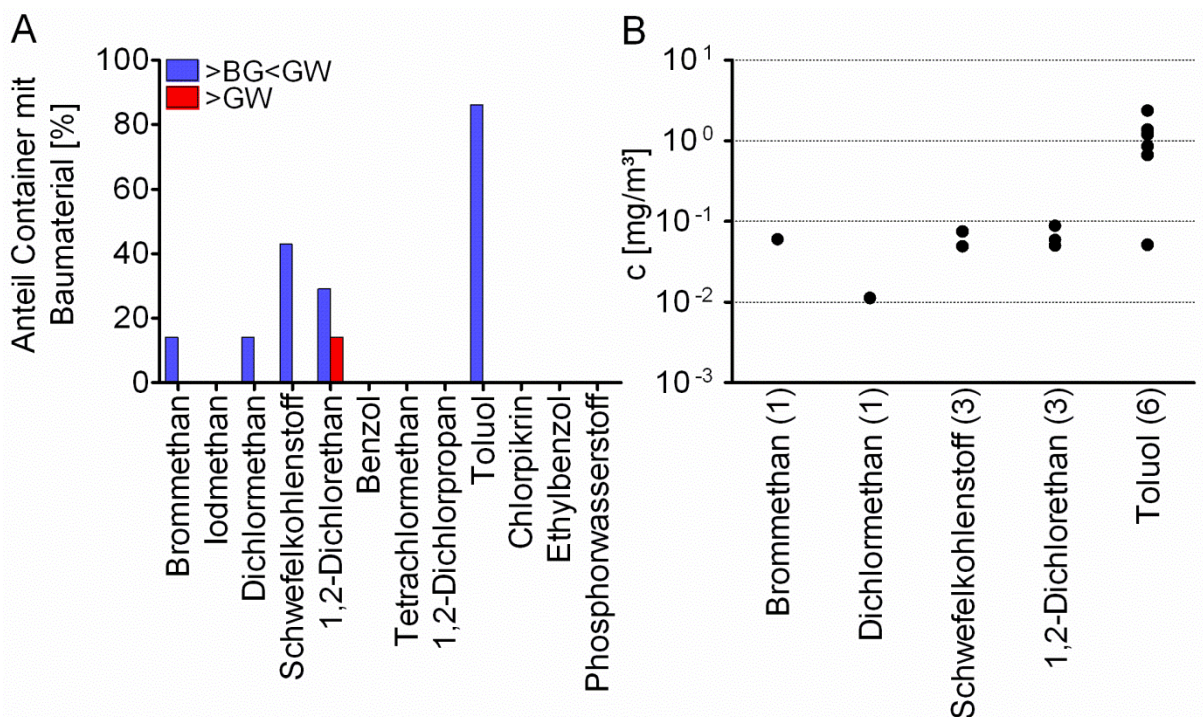 A
Anteil Container mit
Baumaterial [%]
100
80
60
40
20
0
>BG<GW
>GW
Brommethan
Iodmethan
Dichlormethan
Schwefelkohlenstoff
1,2-Dichlorethan
Benzol
Tetrachlormethan
1,2-Dichlorpropan
Toluol
Chlorpikrin
Ethylbenzol
Phosphorwasserstoff
B
c [mg/m³]
10¹
10⁰
10⁻¹
10⁻²
10⁻³
Brommethan (1)
Dichlormethan (1)
Schwefelkohlenstoff (3)
1,2-Dichlorethan (3)
Toluol (6)